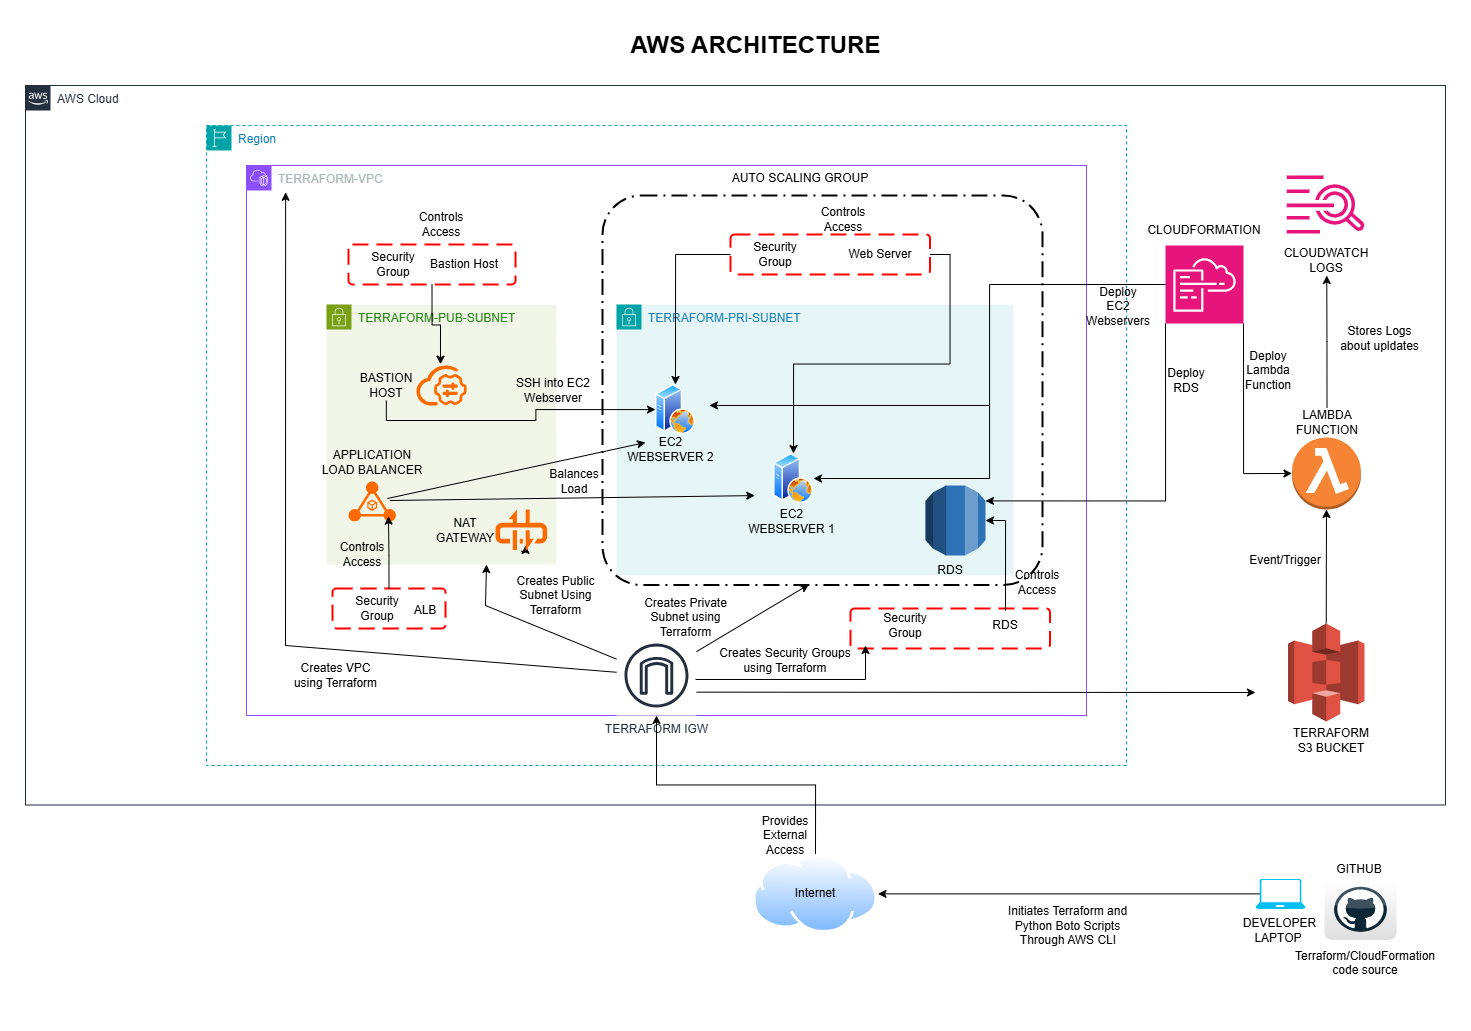 AWS ARCHITECTURE
aws
AWS Cloud
Region
TERRAFORM-VPC
AUTO SCALING GROUP
Controls
Access
Security
Group
Bastion Host
Controls
Access
Security
Group
Web Server
CLOUDFORMATION
CLOUDWATCH
LOGS
Deploy
EC2
Webservers
TERRAFORM-PUB-SUBNET
TERRAFORM-PRI-SUBNET
Stores Logs
about upldates
Deploy
RDS
Deploy
Lambda
Function
BASTION
HOST
SSH into EC2
Webserver
LAMBDA
FUNCTION
EC2
WEBSERVER 2
APPLICATION
LOAD BALANCER
Balances
Load
EC2
WEBSERVER 1
NAT
GATEWAY
Controls
Access
RDS
Event/Trigger
Controls
Access
Security
Group
ALB
Creates Public
Subnet Using
Terraform
Creates Private
Subnet using
Terraform
Security
Group
RDS
Creates Security Groups
using Terraform
Creates VPC
using Terraform
TERRAFORM IGW
TERRAFORM
S3 BUCKET
Provides
External
Access
Internet
Initiates Terraform and
Python Boto Scripts
Through AWS CLI
DEVELOPER
LAPTOP
GITHUB
Terraform/CloudFormation
code source